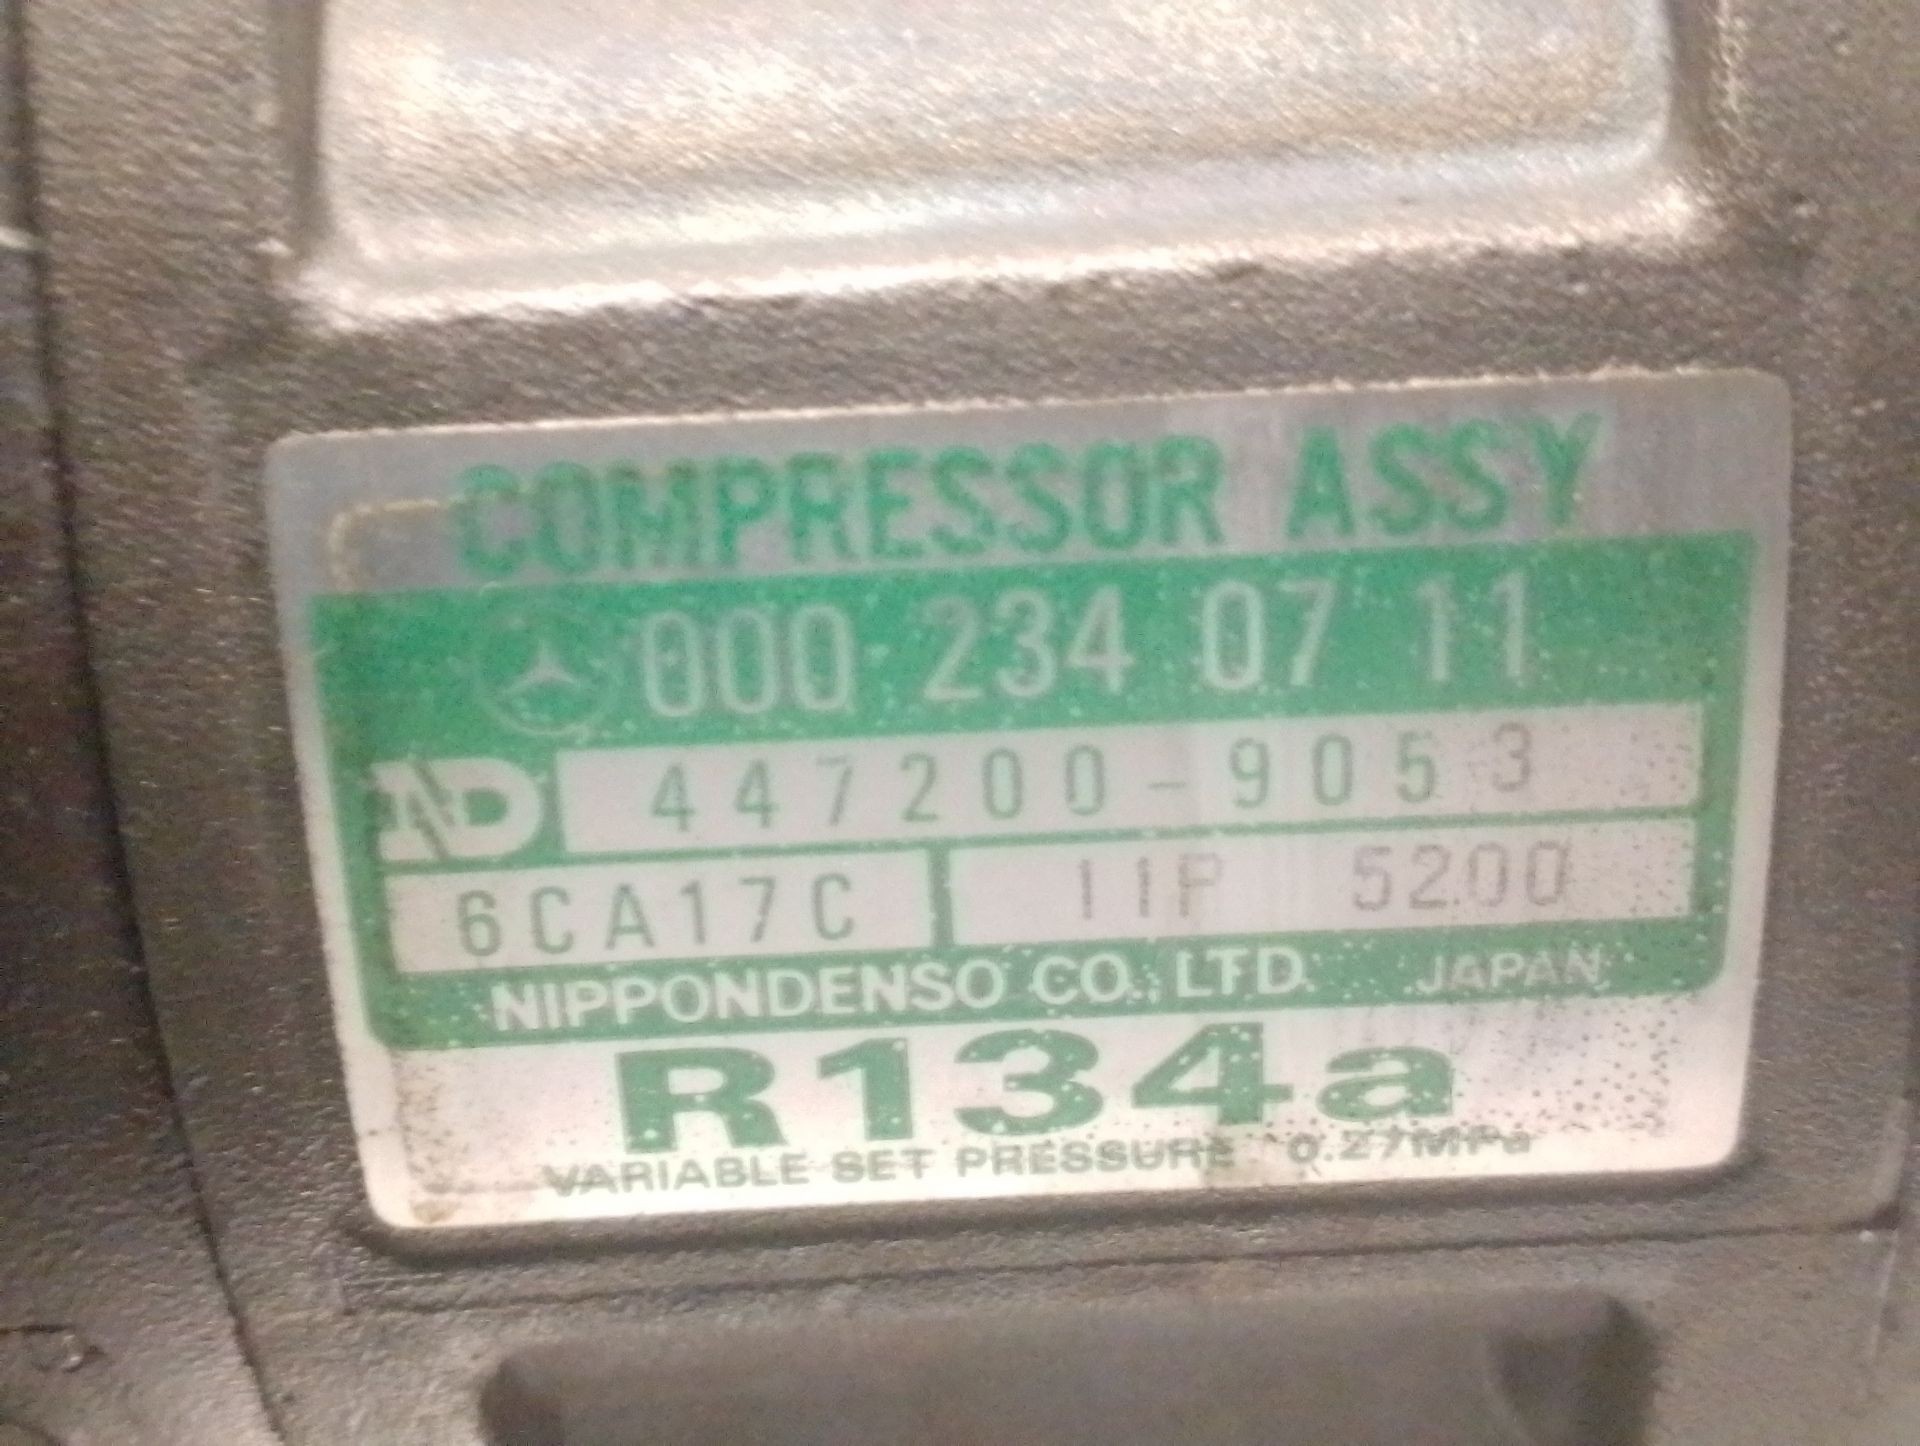 COMPRESSOR ASSY
000 234 07 11
ND 447200-9053
6CA17C 11P 5200
NIPPONDENSO CO., LTD. JAPAN
R134a
VARIABLE SET PRESSURE 0.27MPa